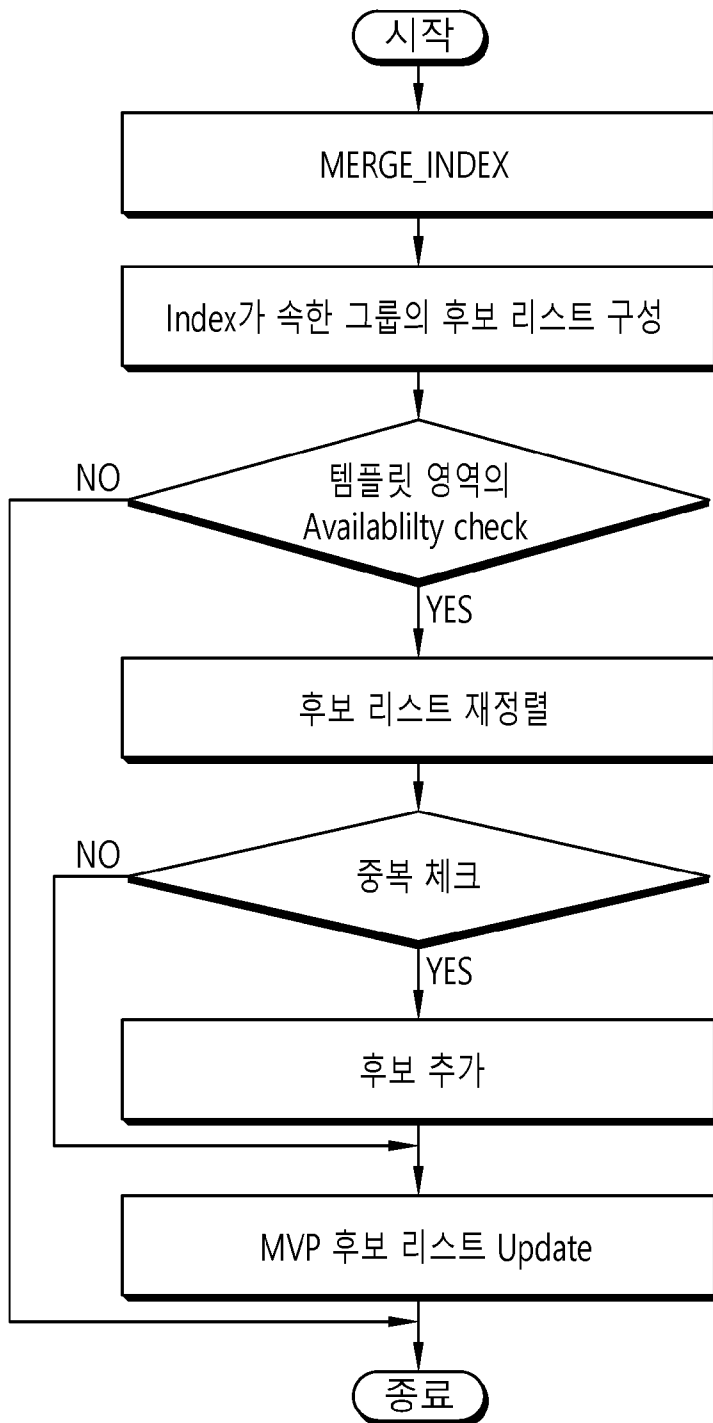 시작
MERGE_INDEX
Index가 속한 그룹의 후보 리스트 구성
NO
템플릿 영역의
Availablilty check
YES
후보 리스트 재정렬
NO
중복 체크
YES
후보 추가
MVP 후보 리스트 Update
종료